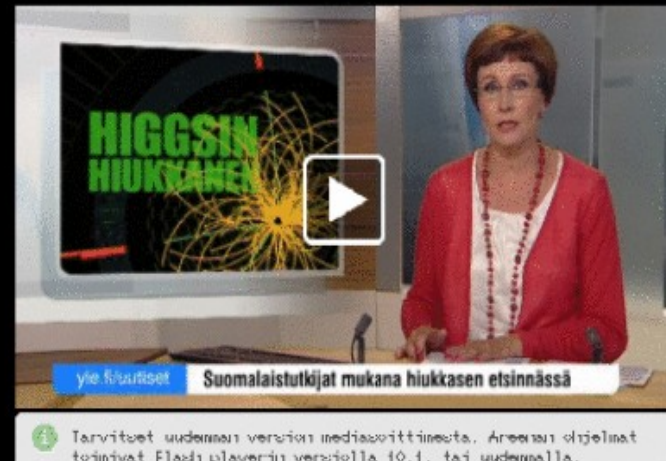 HIGGSIN
HIUKKANEN
yle.fi/uutiset Suomalaistutkijat mukana hiukkasen etsinnässä
Tarvitset uudemman version mediasoittimesta. Areenan ohjelmat
toimivat Flash playerin versiolla 10.1. tai uudemmalla.